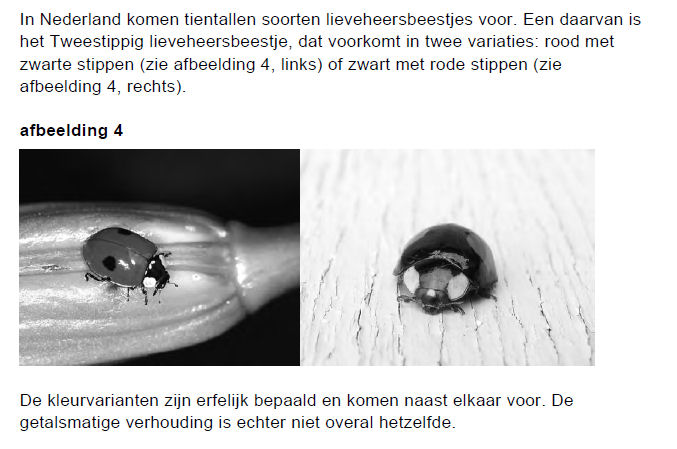 In Nederland komen tientallen soorten lieveheersbeestjes voor. Een daarvan is
het Tweestippig lieveheersbeestje, dat voorkomt in twee variaties: rood met
zwarte stippen (zie afbeelding 4, links) of zwart met rode stippen (zie
afbeelding 4, rechts).
afbeelding 4
De kleurvarianten zijn erfelijk bepaald en komen naast elkaar voor. De
getalsmatige verhouding is echter niet overal hetzelfde.